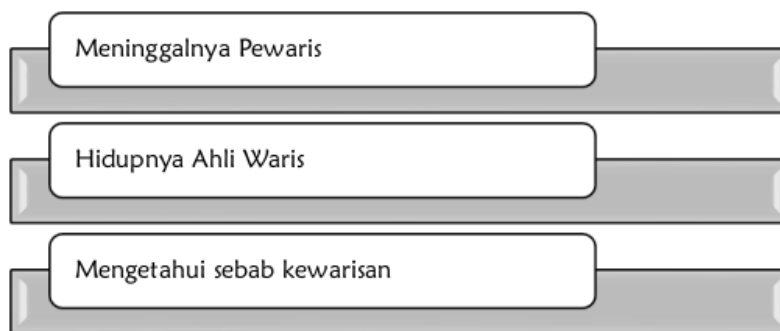 Meninggalnya Pewaris
Hidupnya Ahli Waris
Mengetahui sebab kewarisan